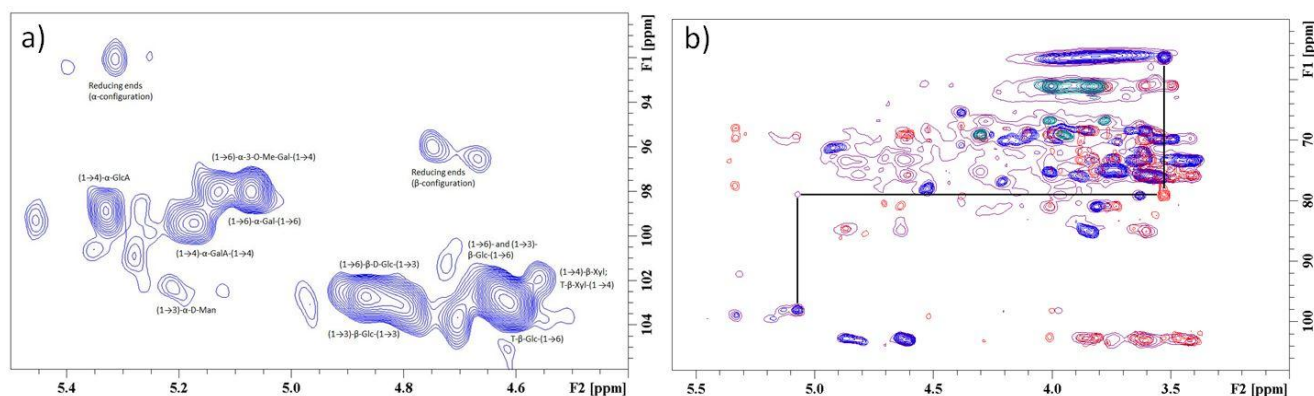 a)
F1 [ppm]
94
96
98
100
102
104
Reducing ends
(α-configuration)
(1→6)-α-3-O-Me-Gal-(1→4)
Reducing ends
(β-configuration)
(1→4)-α-GlcA
(1→6)-α-Gal-(1→6)
(1→4)-α-GalA-(1→4)
(1→6)- and (1→3)-
β-Glc-(1→6)
(1→6)-β-D-Glc-(1→3)
(1→4)-β-Xyl;
T-β-Xyl-(1→4)
(1→3)-α-D-Man
(1→3)-β-Glc-(1→3)
T-β-Glc-(1→6)
5.4 5.2 5.0 4.8 4.6 F2 [ppm]
b)
F1 [ppm]
70
80
90
100
5.5 5.0 4.5 4.0 3.5 F2 [ppm]